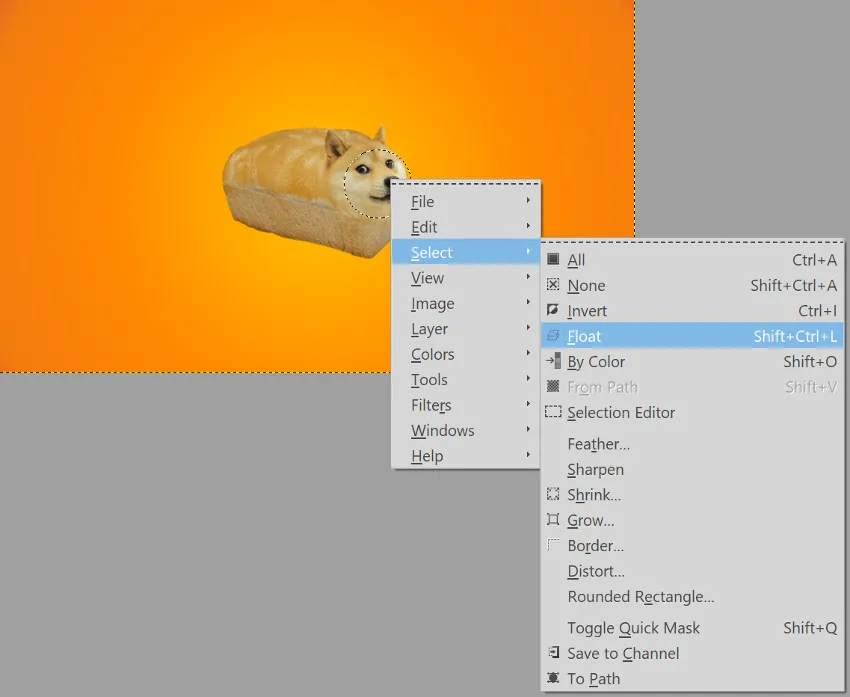 File
Edit
Select
View
Image
Layer
Colors
Tools
Filters
Windows
Help
All Ctrl+A
None Shift+Ctrl+A
Invert Ctrl+I
Float Shift+Ctrl+L
By Color Shift+O
From Path Shift+V
Selection Editor
Feather...
Sharpen
Shrink...
Grow...
Border...
Distort...
Rounded Rectangle...
Toggle Quick Mask Shift+Q
Save to Channel
To Path